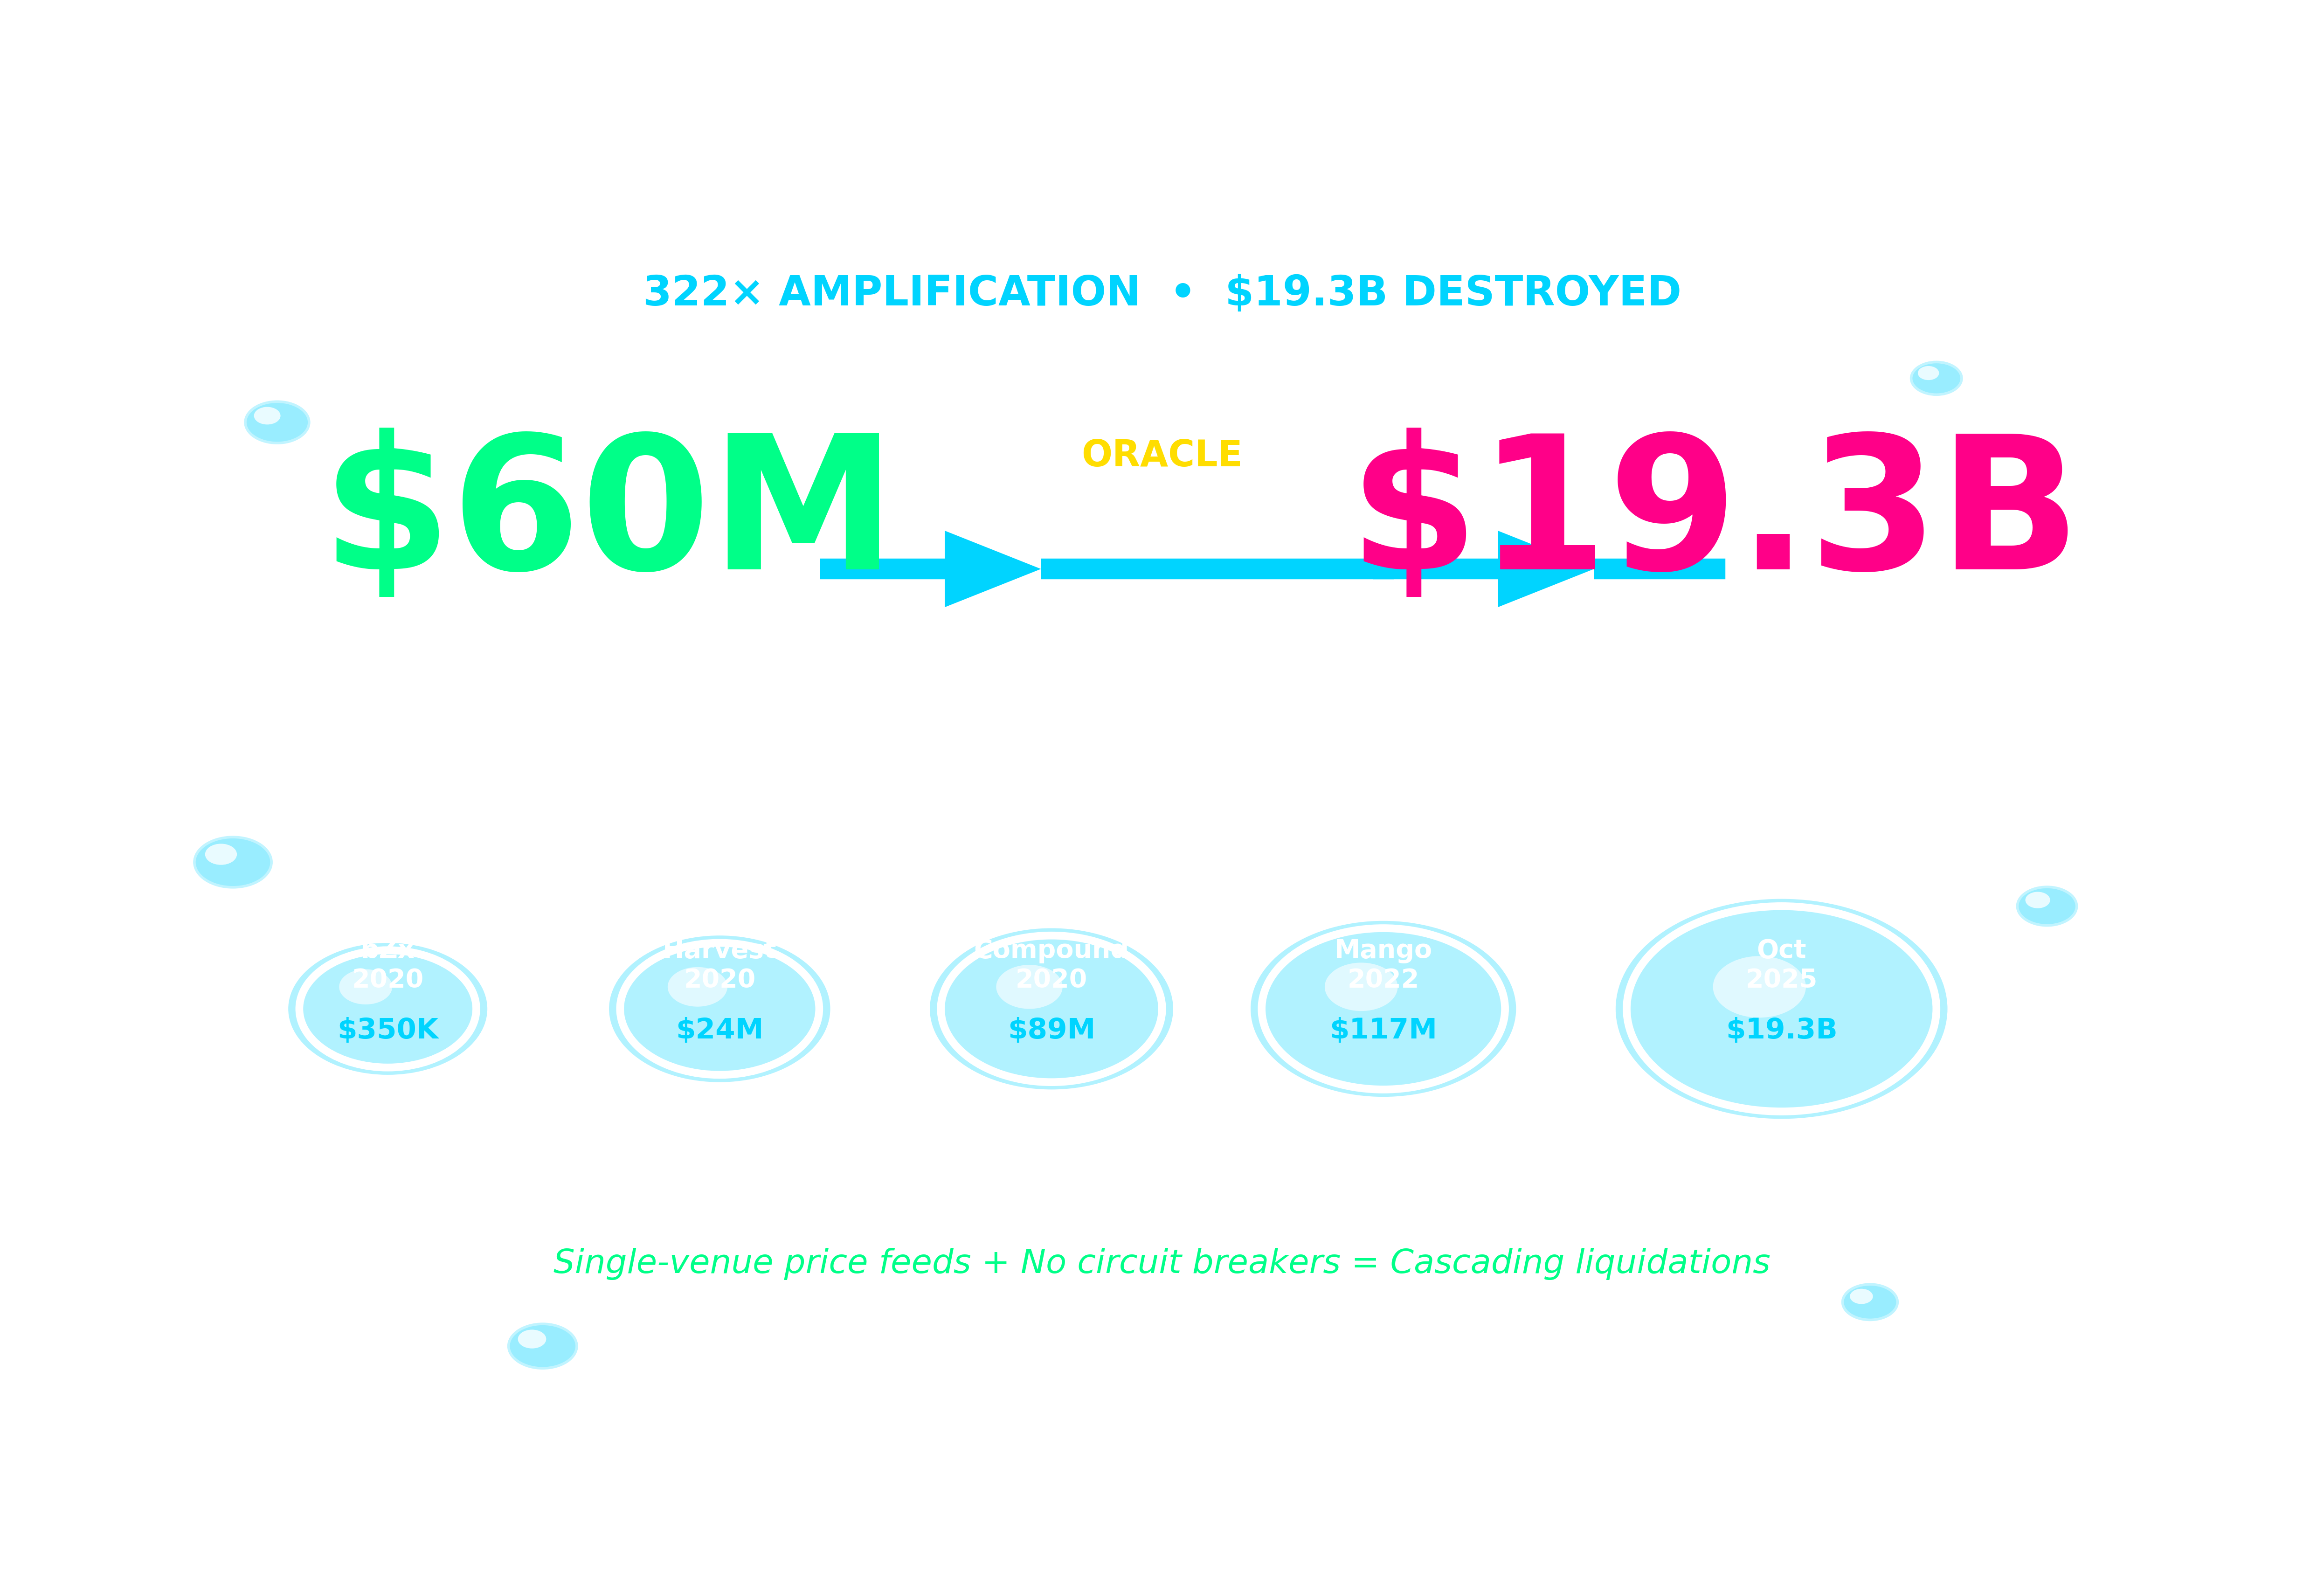 322× AMPLIFICATION • $19.3B DESTROYED
$60M
ORACLE
$19.3B
2020
$350K
Harvest
2020
$24M
Compound
2020
$89M
Mango
2022
$117M
Oct
2025
$19.3B
Single-venue price feeds + No circuit breakers = Cascading liquidations